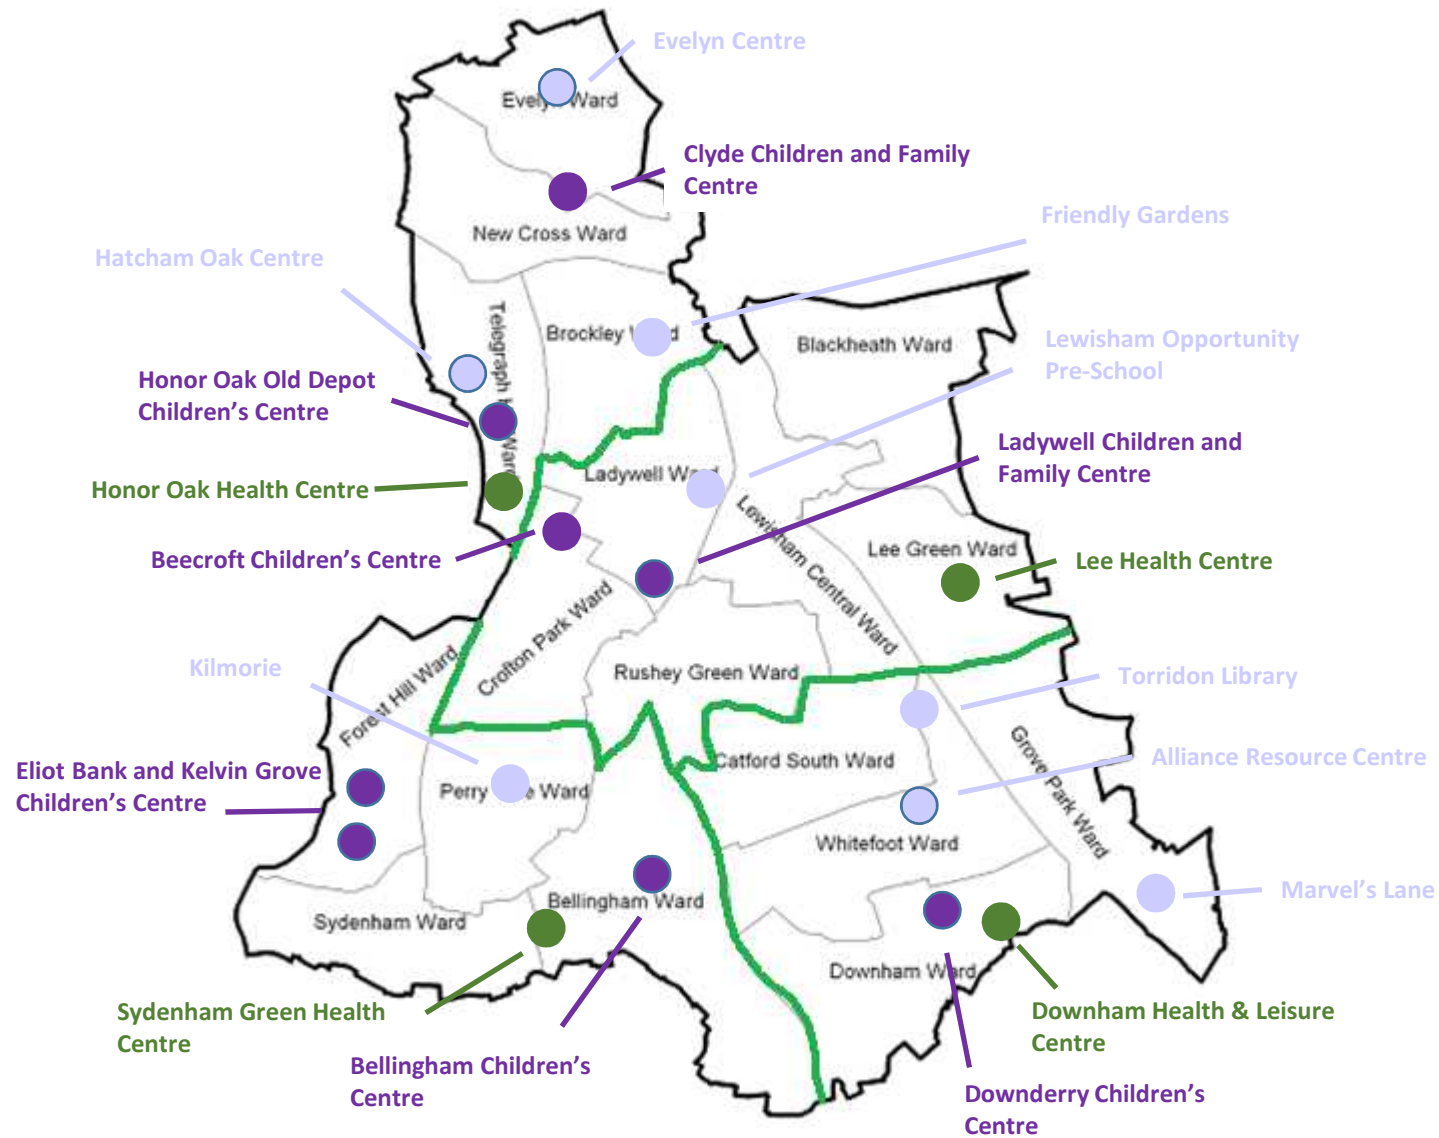 Evelyn Centre
Evelyn Ward
Clyde Children and Family
Centre
Friendly Gardens
New Cross Ward
Hatcham Oak Centre
Telegraph Ward
Brockley
Blackheath Ward
Lewisham Opportunity
Pre-School
Honor Oak Old Depot
Children’s Centre
Ladywell Children and
Family Centre
Ladywell Ward
Honor Oak Health Centre
Lewisham Central Ward
Beecroft Children’s Centre
Lee Green Ward
Lee Health Centre
Crofton Park Ward
Kilmorie
Forest Hill Ward
Rushey Green Ward
Torridon Library
Grove Park Ward
Alliance Resource Centre
Catford South Ward
Eliot Bank and Kelvin Grove
Children’s Centre
Perry Ward
Whitefoot Ward
Marvel’s Lane
Bellingham Ward
Sydenham Ward
Downham Ward
Sydenham Green Health
Centre
Downham Health & Leisure
Centre
Bellingham Children’s
Centre
Downderry Children’s
Centre